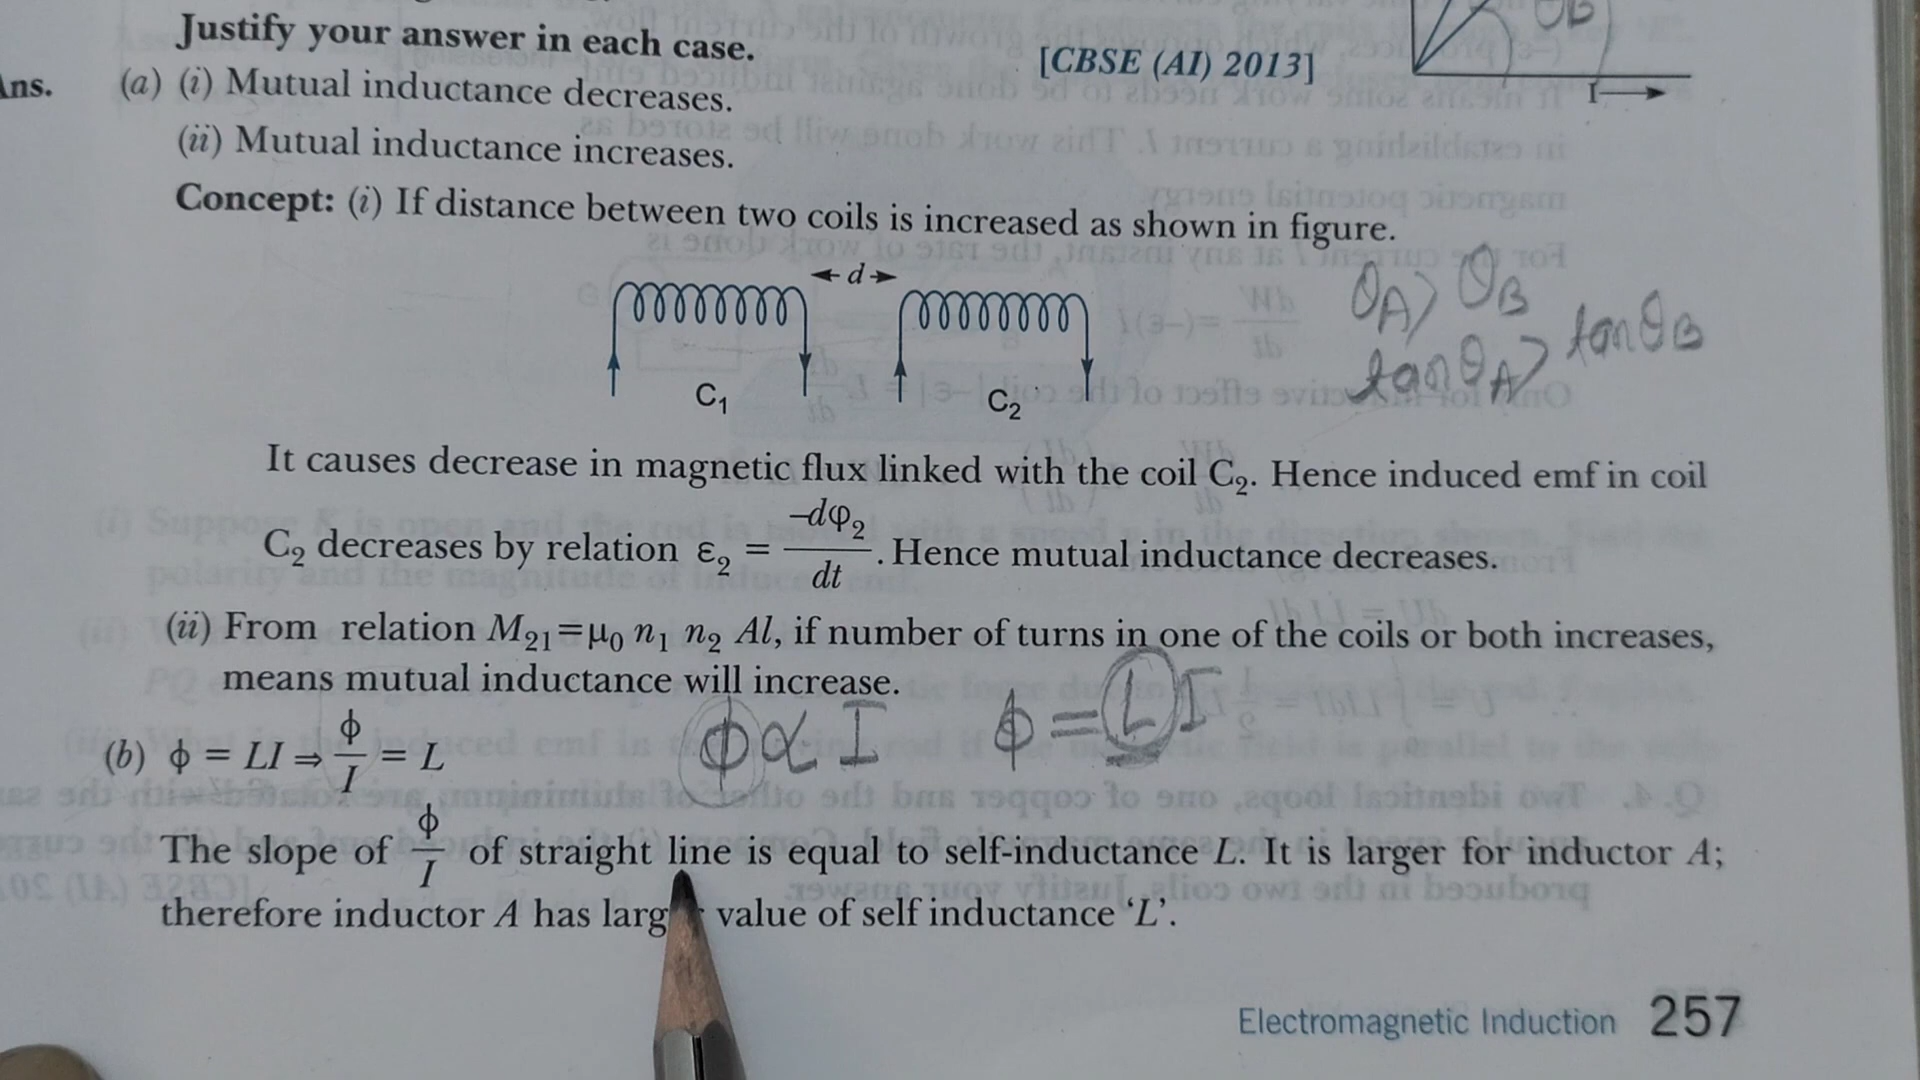 Justify your answer in each case.
[CBSE (AI) 2013]
θB
I
Ans. (a) (i) Mutual inductance decreases.
(ii) Mutual inductance increases.
Concept: (i) If distance between two coils is increased as shown in figure.
d
C₁
C₂
θA > θB
tanθA > tanθB
It causes decrease in magnetic flux linked with the coil C₂. Hence induced emf in coil
C₂ decreases by relation ε₂ = -dφ₂/dt. Hence mutual inductance decreases.
(ii) From relation M₂₁=μ₀ n₁ n₂ Al, if number of turns in one of the coils or both increases,
means mutual inductance will increase.
ϕ ∝ I ϕ = LI
(b) ϕ = LI ⇒ ϕ/I = L
The slope of ϕ/I of straight line is equal to self-inductance L. It is larger for inductor A;
therefore inductor A has larg value of self inductance ‘L’.
Electromagnetic Induction 257